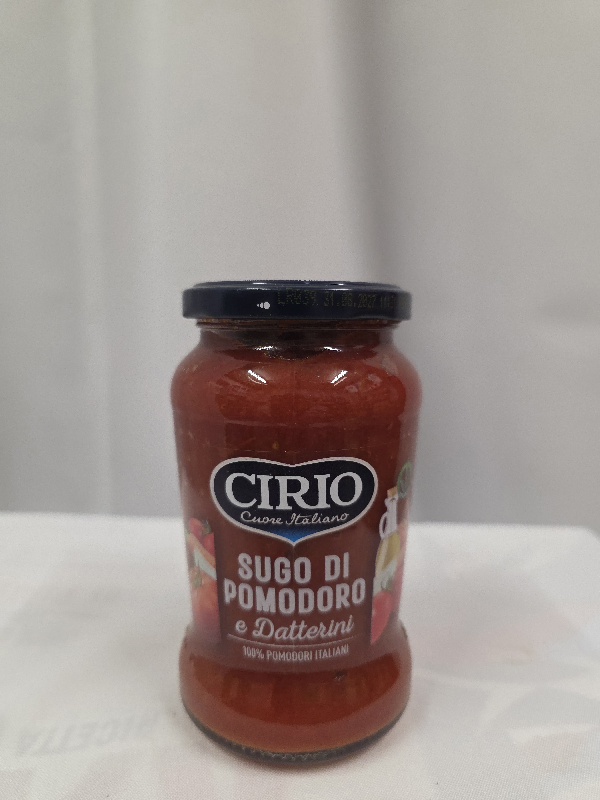 CIRIO
Cuore Italiano
SUGO DI
POMODORO
e Datterini
100% POMODORI ITALIANI